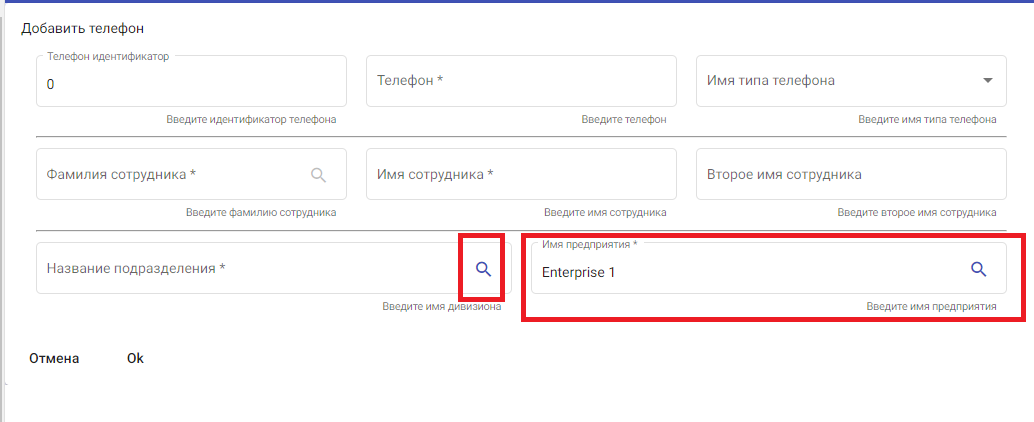 Добавить телефон
Телефон идентификатор
0
Телефон *
Имя типа телефона
Введите идентификатор телефона
Введите телефон
Введите имя типа телефона
Фамилия сотрудника *
Имя сотрудника *
Второе имя сотрудника
Введите фамилию сотрудника
Введите имя сотрудника
Введите второе имя сотрудника
Название подразделения *
Имя предприятия *
Enterprise 1
Введите имя дивизиона
Введите имя предприятия
Отмена
Ok